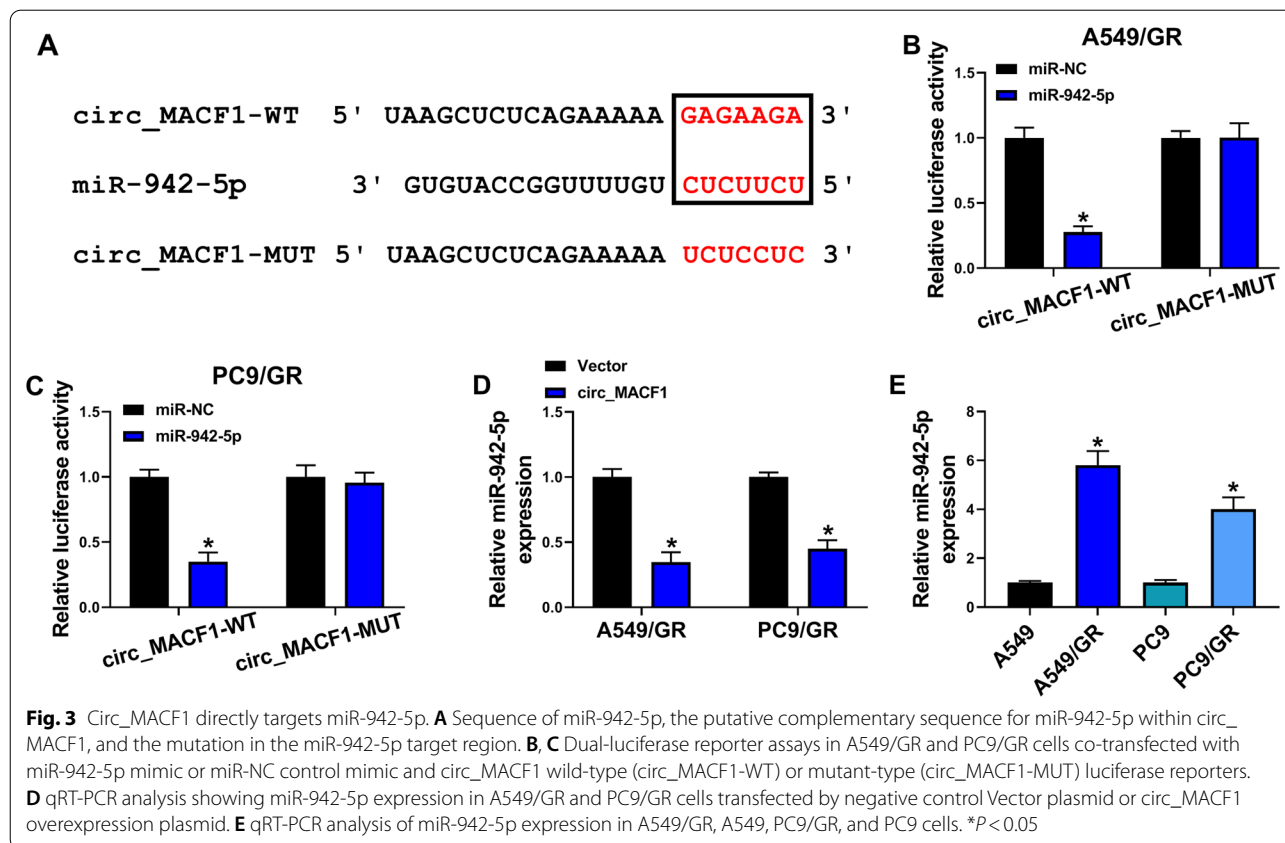 A
circ_MACF1-WT 5' UAAGCUCUCAGAAAAA GAGAAGA 3'
miR-942-5p 3' GUGUACCGGUUUUGU CUCUUCU 5'
circ_MACF1-MUT 5' UAAGCUCUCAGAAAAA UCUCCUC 3'
B
A549/GR
miR-NC
miR-942-5p
Relative luciferase activity
1.5
1.0
0.5
0.0
*
circ_MACF1-WT
circ_MACF1-MUT
C
PC9/GR
miR-NC
miR-942-5p
Relative luciferase activity
1.5
1.0
0.5
0.0
*
circ_MACF1-WT
circ_MACF1-MUT
D
Vector
circ_MACF1
Relative miR-942-5p
expression
1.5
1.0
0.5
0.0
*
*
A549/GR
PC9/GR
E
Relative miR-942-5p
expression
8
6
4
2
0
*
*
A549
A549/GR
PC9
PC9/GR
Fig. 3 Circ_MACF1 directly targets miR-942-5p. A Sequence of miR-942-5p, the putative complementary sequence for miR-942-5p within circ_
MACF1, and the mutation in the miR-942-5p target region. B, C Dual-luciferase reporter assays in A549/GR and PC9/GR cells co-transfected with
miR-942-5p mimic or miR-NC control mimic and circ_MACF1 wild-type (circ_MACF1-WT) or mutant-type (circ_MACF1-MUT) luciferase reporters.
D qRT-PCR analysis showing miR-942-5p expression in A549/GR and PC9/GR cells transfected by negative control Vector plasmid or circ_MACF1
overexpression plasmid. E qRT-PCR analysis of miR-942-5p expression in A549/GR, A549, PC9/GR, and PC9 cells. *P < 0.05